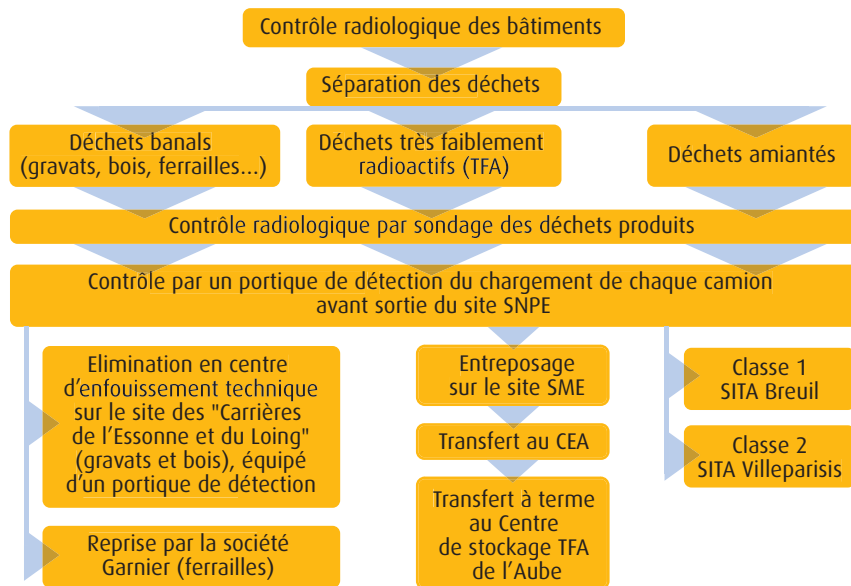 Contrôle radiologique des bâtiments
Séparation des déchets
Déchets banals
(gravats, bois, ferrailles...)
Déchets très faiblement
radioactifs (TFA)
Déchets amiantés
Contrôle radiologique par sondage des déchets produits
Contrôle par un portique de détection du chargement de chaque camion
avant sortie du site SNPE
Elimination en centre
d'enfouissement technique
sur le site des "Carrières
de l'Essonne et du Loing"
(gravats et bois), équipé
d'un portique de détection
Reprise par la société
Garnier (ferrailles)
Entreposage
sur le site SME
Transfert au CEA
Transfert à terme
au Centre
de stockage TFA
de l'Aube
Classe 1
SITA Breuil
Classe 2
SITA Villeparisis